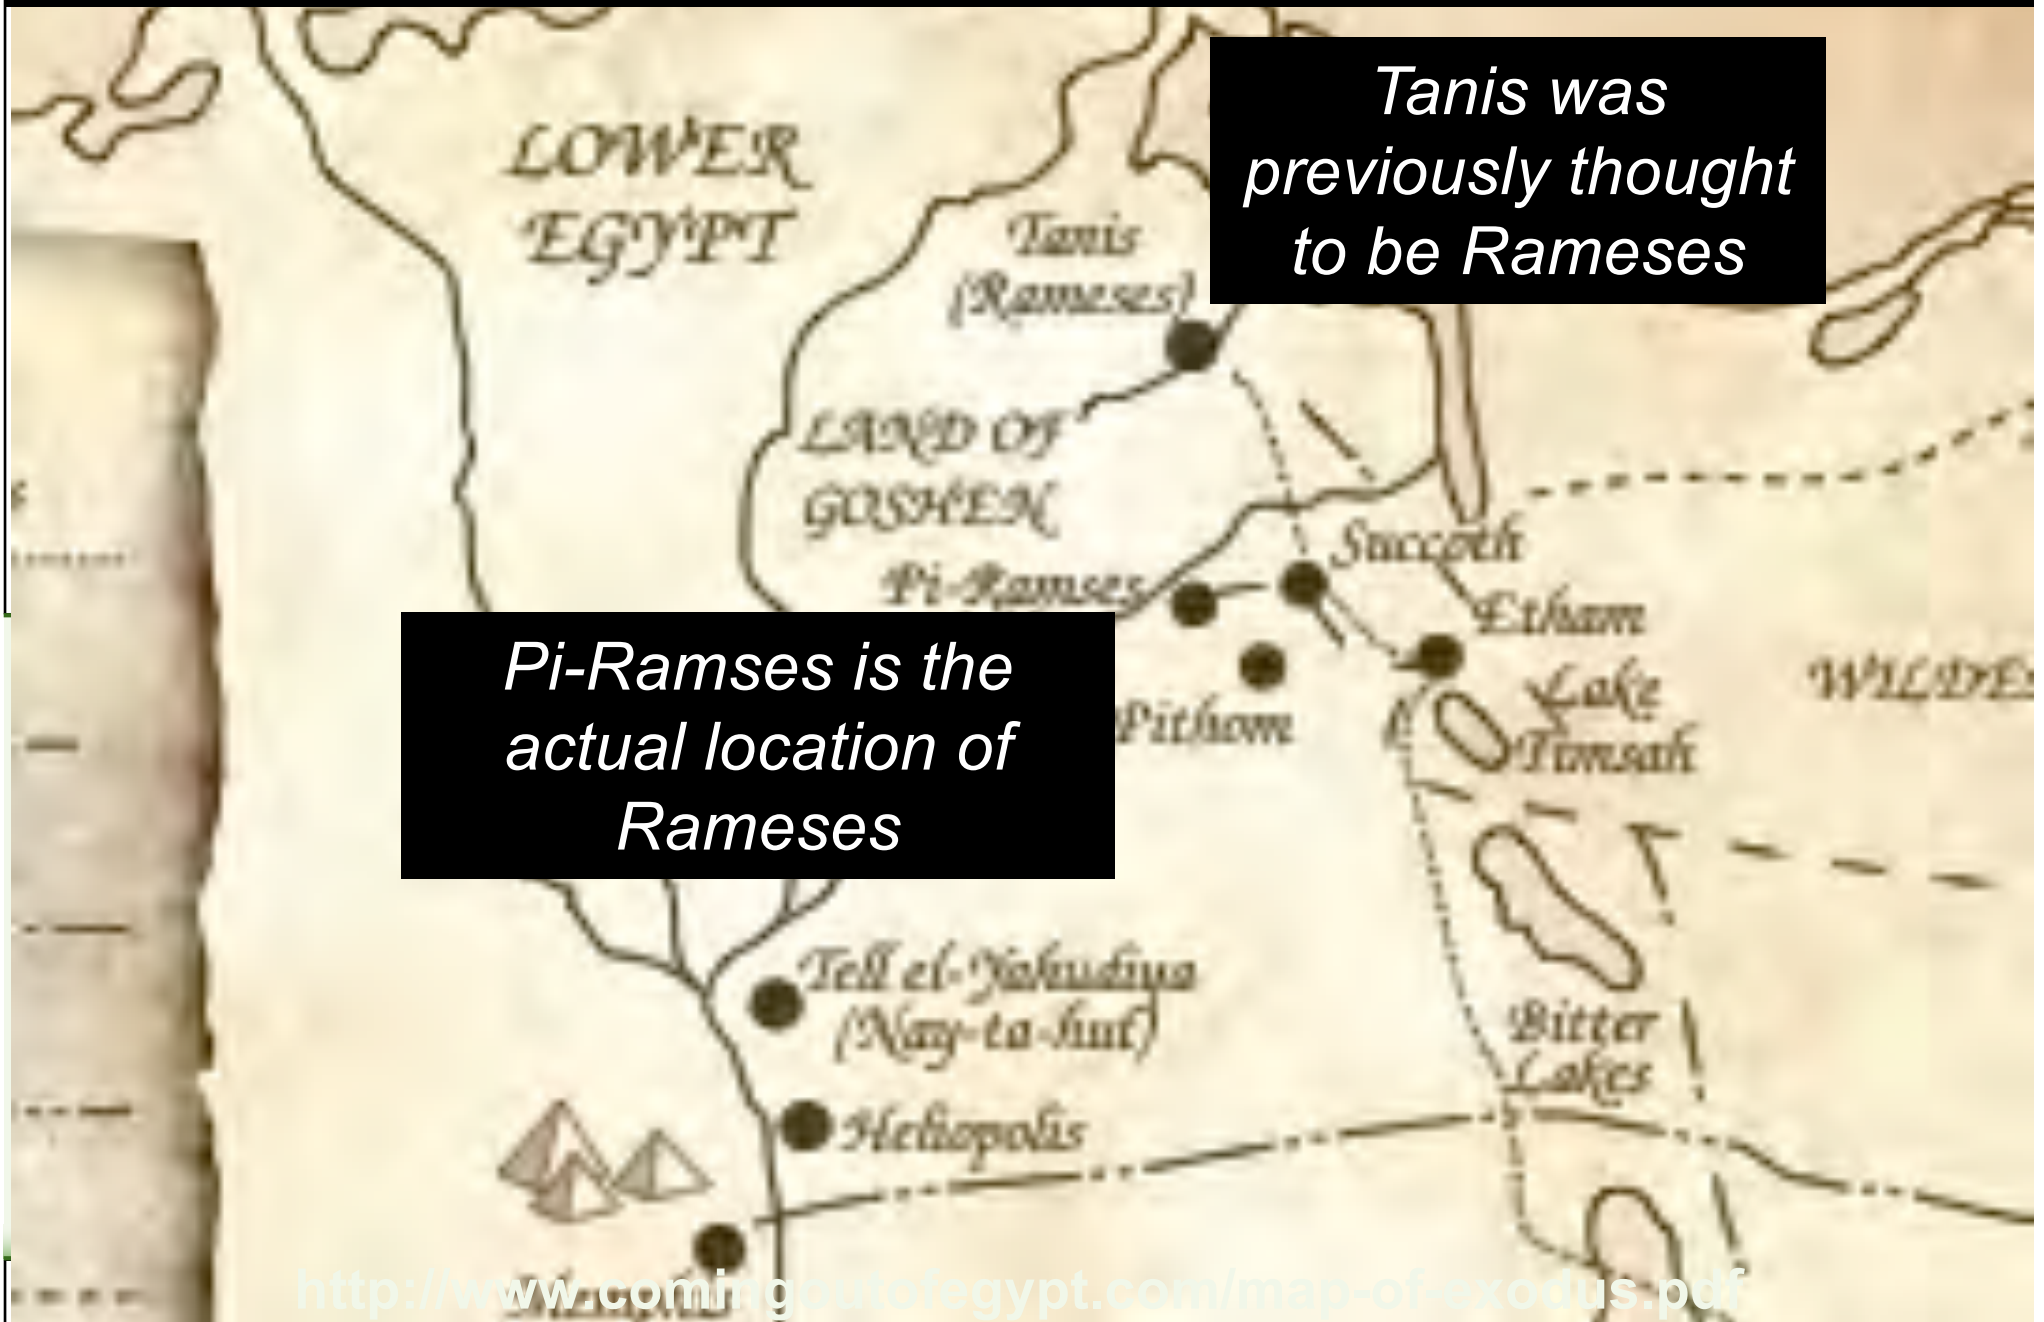 Tanis was
previously thought
to be Rameses
LOWER
EGYPT
Tanis
(Rameses)
LAND OF
GOSHEN
Succoth
Pi-Ramses
Etham
Pi-Ramses is the
actual location of
Rameses
Lake
Timsah
WILDE
Pithom
Tell el-Yahudiya
(Nay-ta-hut)
Bitter
Lakes
Heliopolis
http://www.comingoutofegypt.com/map-of-exodus.pdf